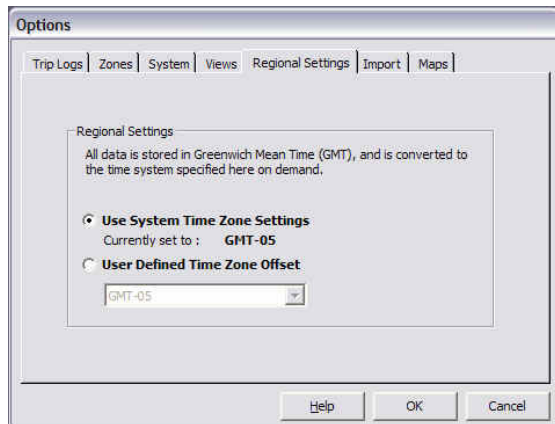 Options
Trip Logs Zones System Views Regional Settings Import Maps
Regional Settings
All data is stored in Greenwich Mean Time (GMT), and is converted to
the time system specified here on demand.
Use System Time Zone Settings
Currently set to : GMT-05
User Defined Time Zone Offset
GMT-05
Help OK Cancel